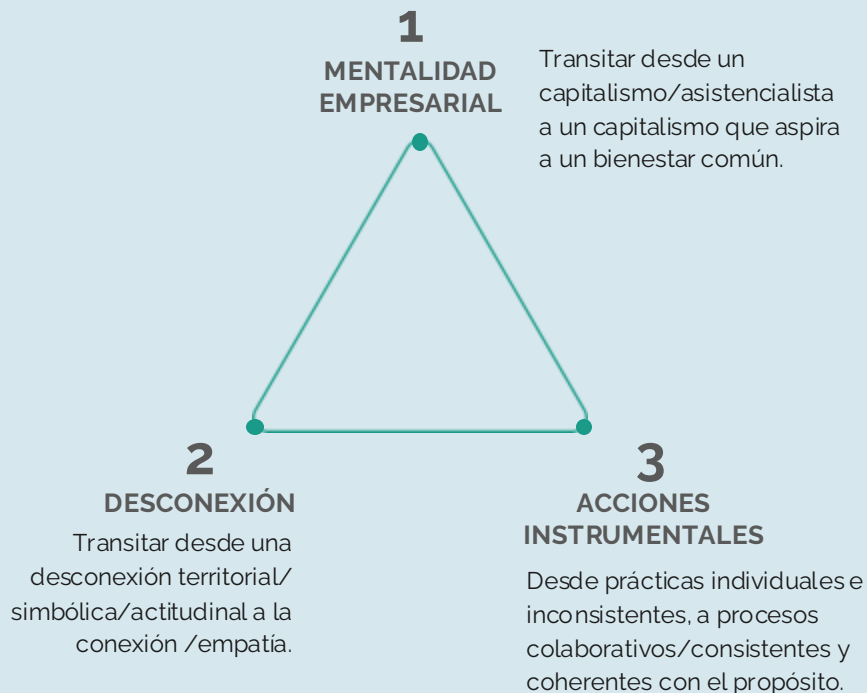 1
MENTALIDAD
EMPRESARIAL
Transitar desde un
capitalismo/asistencialista
a un capitalismo que aspira
a un bienestar común.
2
DESCONEXIÓN
Transitar desde una
desconexión territorial/
simbólica/actitudinal a la
conexión /empatía.
3
ACCIONES
INSTRUMENTALES
Desde prácticas individuales e
inconsistentes, a procesos
colaborativos/consistentes y
coherentes con el propósito.